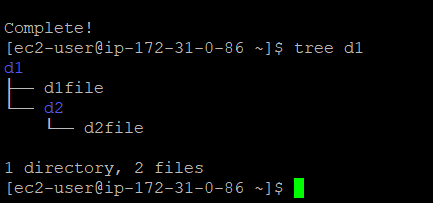 Complete!
[ec2-user@ip-172-31-0-86 ~]$ tree d1
d1
├── d1file
└── d2
    └── d2file

1 directory, 2 files
[ec2-user@ip-172-31-0-86 ~]$